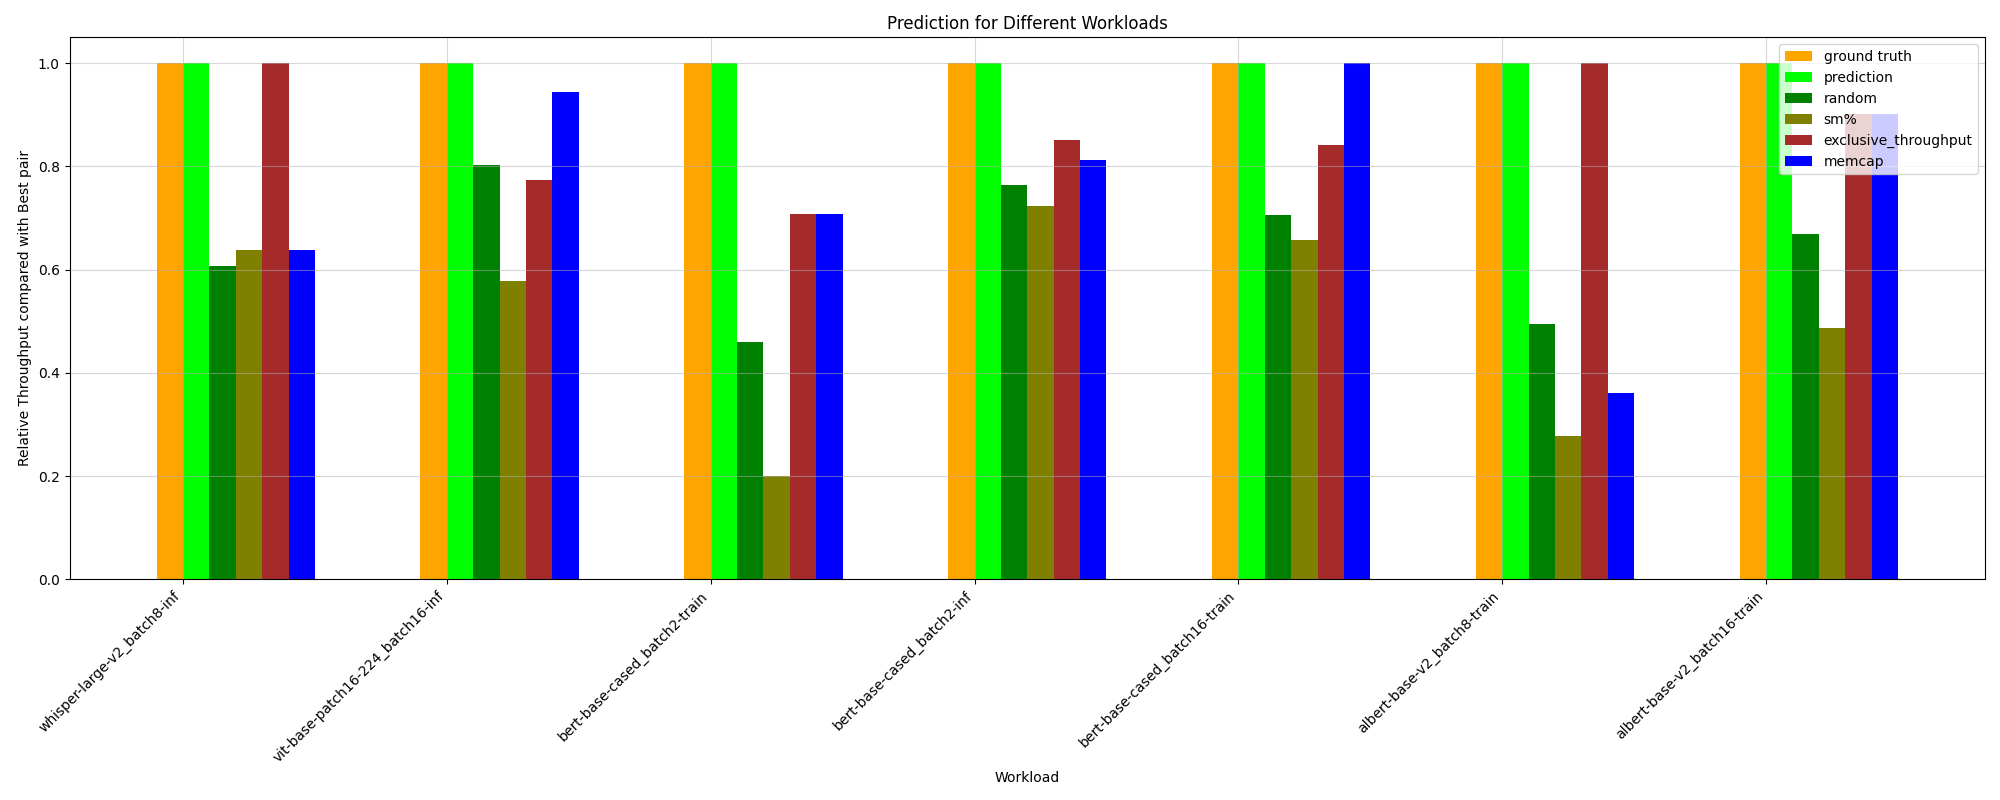 Prediction for Different Workloads
Relative Throughput compared with Best pair
1.0
0.8
0.6
0.4
0.2
0.0
ground truth
prediction
random
sm%
exclusive_throughput
memcap
whisper-large-v2_batch8-inf
vit-base-patch16-224_batch16-inf
bert-base-cased_batch2-train
bert-base-cased_batch2-inf
bert-base-cased_batch16-train
albert-base-v2_batch8-train
albert-base-v2_batch16-train
Workload